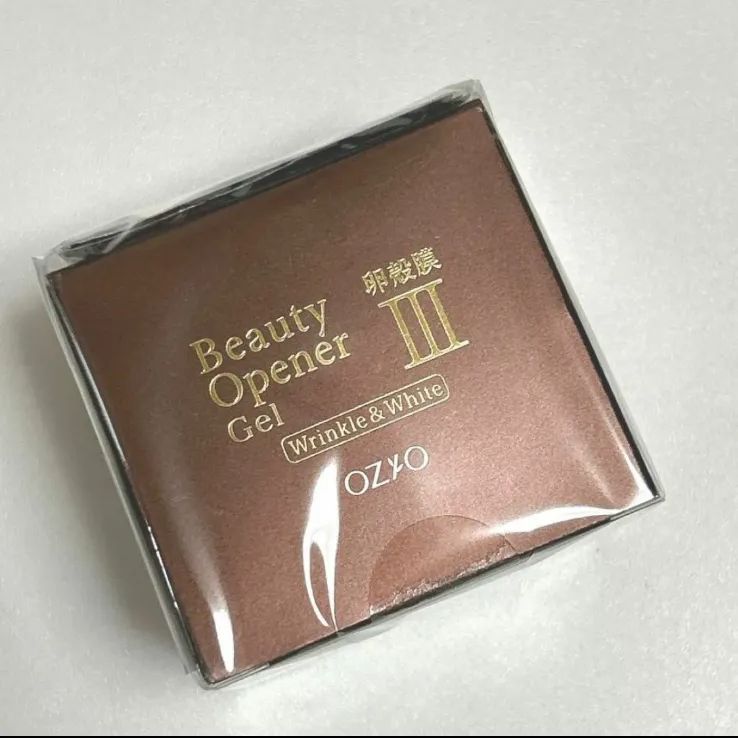 Beauty
Opener
Gel
卵殻膜
III
Wrinkle & White
OZIO